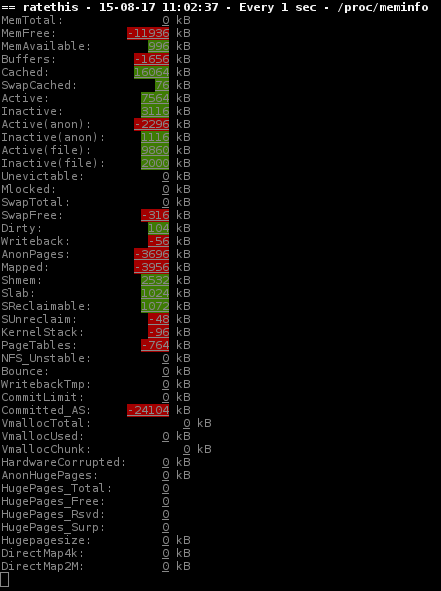 == ratethis - 15-08-17 11:02:37 - Every 1 sec - /proc/meminfo
MemTotal: 0 kB
MemFree: -11936 kB
MemAvailable: 996 kB
Buffers: -1656 kB
Cached: 16064 kB
SwapCached: 76 kB
Active: 7564 kB
Inactive: 3116 kB
Active(anon): -2296 kB
Inactive(anon): 1116 kB
Active(file): 9860 kB
Inactive(file): 2000 kB
Unevictable: 0 kB
Mlocked: 0 kB
SwapTotal: 0 kB
SwapFree: -316 kB
Dirty: 104 kB
Writeback: -56 kB
AnonPages: -3696 kB
Mapped: -3956 kB
Shmem: 2532 kB
Slab: 1024 kB
SReclaimable: 1072 kB
SUnreclaim: -48 kB
KernelStack: -96 kB
PageTables: -764 kB
NFS_Unstable: 0 kB
Bounce: 0 kB
WritebackTmp: 0 kB
CommitLimit: 0 kB
Committed_AS: -24104 kB
VmallocTotal: 0 kB
VmallocUsed: 0 kB
VmallocChunk: 0 kB
HardwareCorrupted: 0 kB
AnonHugePages: 0 kB
HugePages_Total: 0
HugePages_Free: 0
HugePages_Rsvd: 0
HugePages_Surp: 0
Hugepagesize: 0 kB
DirectMap4k: 0 kB
DirectMap2M: 0 kB